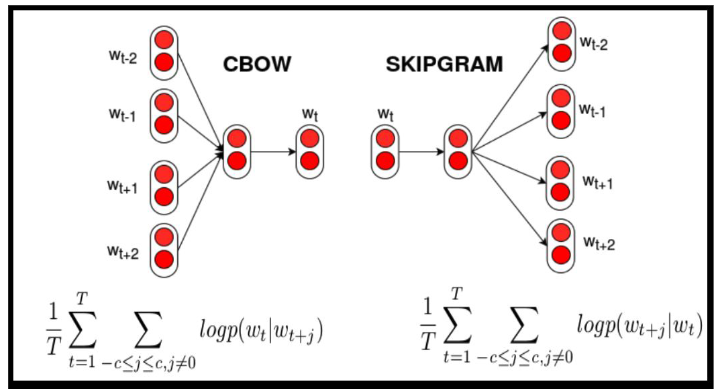 CBOW
w_{t-2}
w_{t-1}
w_{t+1}
w_{t+2}
w_t
\frac{1}{T} \sum_{t=1}^{T} \sum_{-c \leq j \leq c, j \neq 0} logp(w_t|w_{t+j})
SKIPGRAM
w_t
w_{t-2}
w_{t-1}
w_{t+1}
w_{t+2}
\frac{1}{T} \sum_{t=1}^{T} \sum_{-c \leq j \leq c, j \neq 0} logp(w_{t+j}|w_t)